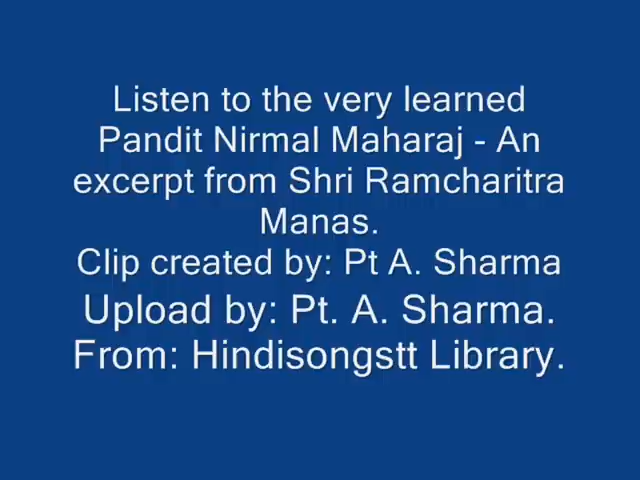 Listen to the very learned
Pandit Nirmal Maharaj - An
excerpt from Shri Ramcharitra
Manas.
Clip created by: Pt A. Sharma
Upload by: Pt. A. Sharma.
From: Hindisongstt Library.